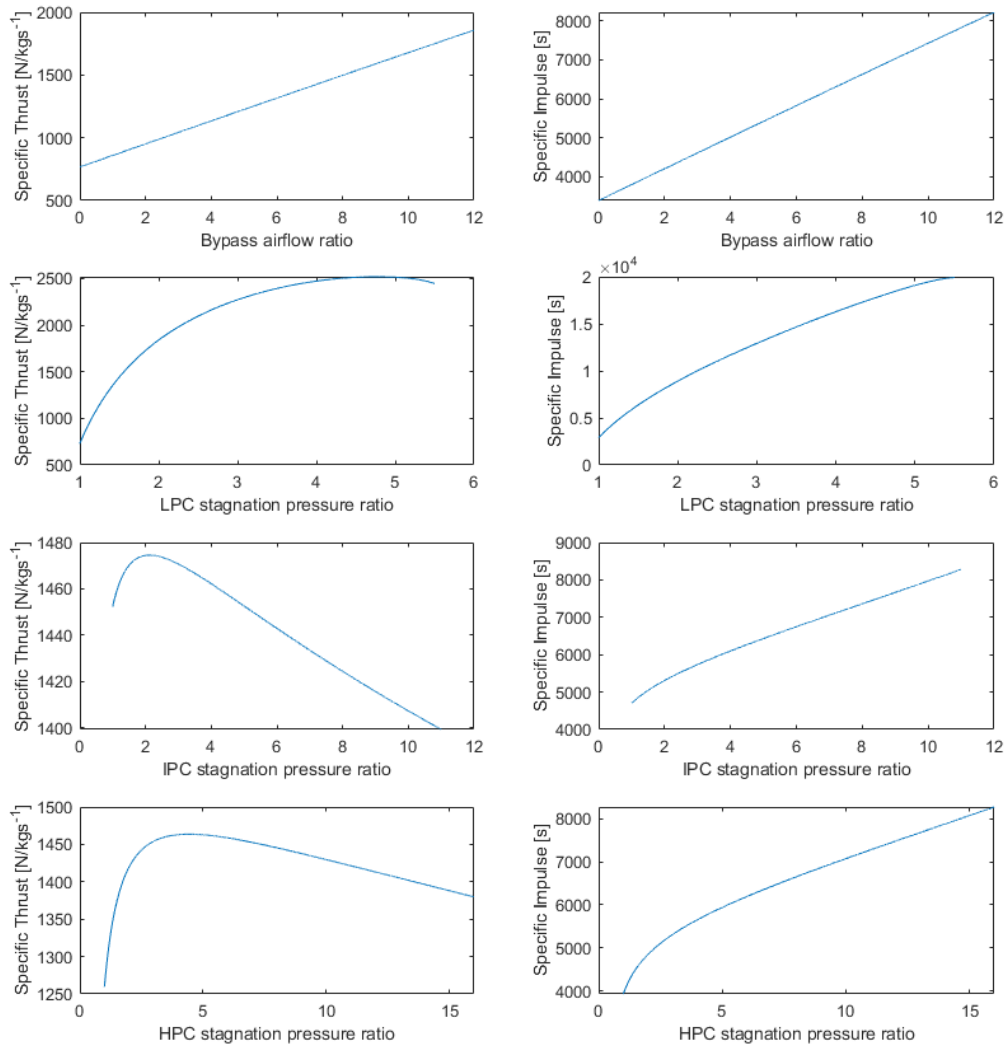 Specific Thrust [N/kgs⁻¹]
2000
1500
1000
500
0 2 4 6 8 10 12
Bypass airflow ratio
Specific Impulse [s]
8000
7000
6000
5000
4000
0 2 4 6 8 10 12
Bypass airflow ratio
Specific Thrust [N/kgs⁻¹]
2500
2000
1500
1000
500
1 2 3 4 5 6
LPC stagnation pressure ratio
Specific Impulse [s]
×10⁴
2
1.5
1
0.5
0
1 2 3 4 5 6
LPC stagnation pressure ratio
Specific Thrust [N/kgs⁻¹]
1480
1460
1440
1420
1400
0 2 4 6 8 10 12
IPC stagnation pressure ratio
Specific Impulse [s]
9000
8000
7000
6000
5000
4000
0 2 4 6 8 10 12
IPC stagnation pressure ratio
Specific Thrust [N/kgs⁻¹]
1500
1450
1400
1350
1300
1250
0 5 10 15
HPC stagnation pressure ratio
Specific Impulse [s]
8000
7000
6000
5000
4000
0 5 10 15
HPC stagnation pressure ratio